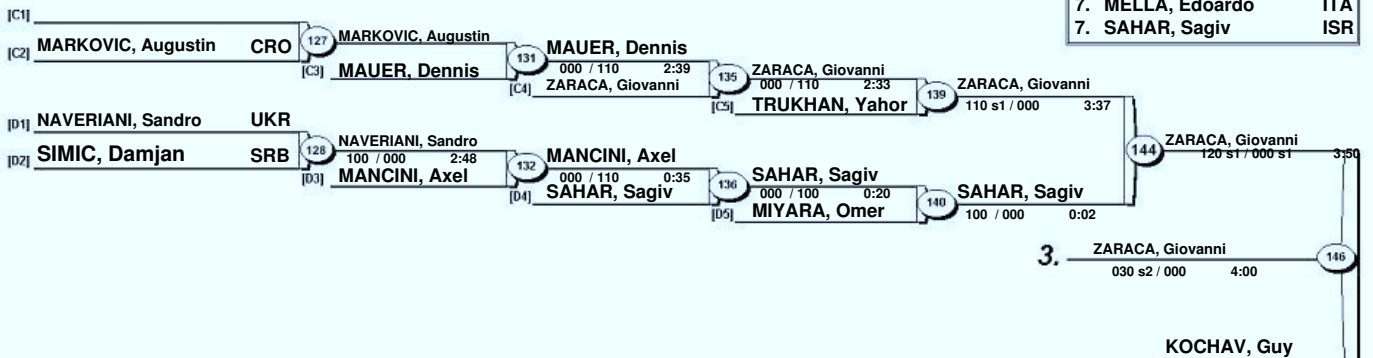 7. MELLA, Edoardo ITA
7. SAHAR, Sagiv ISR
[C1]
[C2] MARKOVIC, Augustin CRO
127
MARKOVIC, Augustin
[C3] MAUER, Dennis
131
MAUER, Dennis
000 / 110 2:39
[C4] ZARACA, Giovanni
135
ZARACA, Giovanni
000 / 110 2:33
[C5] TRUKHAN, Yahor
139
ZARACA, Giovanni
110 s1 / 000 3:37
[D1] NAVERIANI, Sandro UKR
[D2] SIMIC, Damjan SRB
128
NAVERIANI, Sandro
100 / 000 2:48
[D3] MANCINI, Axel
132
MANCINI, Axel
000 / 110 0:35
[D4] SAHAR, Sagiv
136
SAHAR, Sagiv
000 / 100 0:20
[D5] MIYARA, Omer
140
SAHAR, Sagiv
100 / 000 0:02
144
ZARACA, Giovanni
120 s1 / 000 s1 3:50
3. ZARACA, Giovanni
030 s2 / 000 4:00
146
KOCHAV, Guy